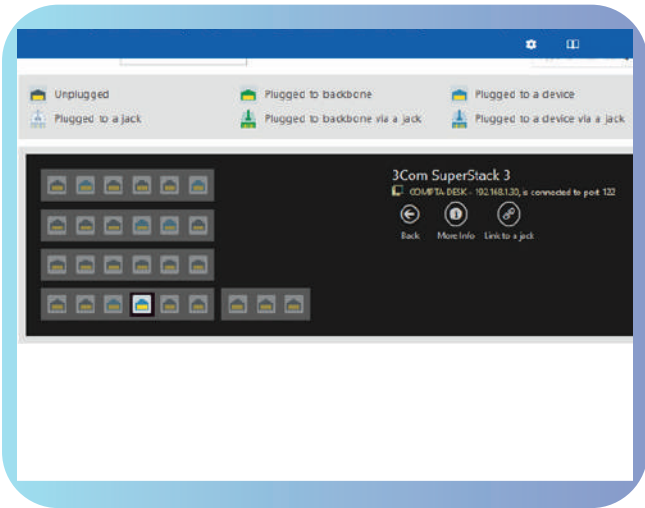 Unplugged
Plugged to backbone
Plugged to a device
Plugged to a jack
Plugged to backbone via a jack
Plugged to a device via a jack
3Com SuperStack 3
COMPTA-DESK - 192.168.1.30, is connected to port 122
Back
More Info
Link to a jack